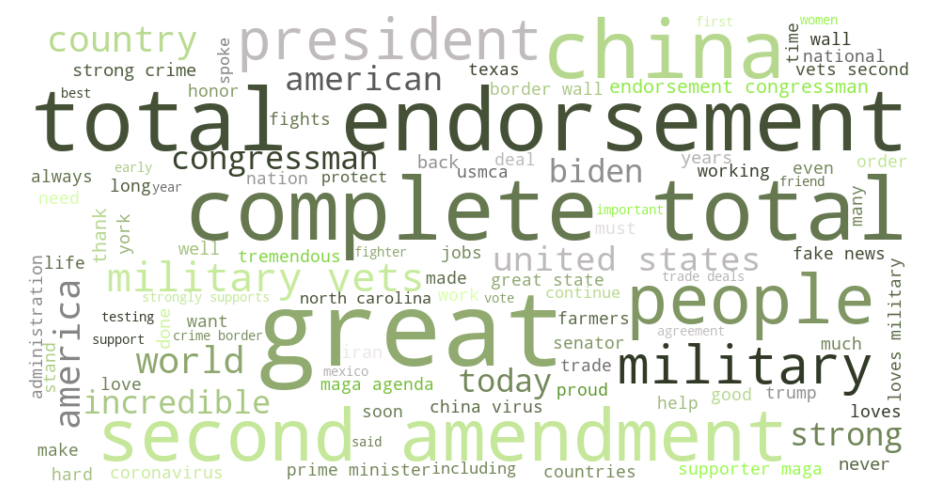 country
spoke
president
china
first
women
time
wall
national
strong crime
american
texas
vets second
best
honor
border wall
endorsement congressman
total endorsement
fights
congressman
back
deal
biden
years
working
even
order
early
always
long
year
nation
protect
usmca
friend
need
complete total
important
must
many
thank
york
well
tremendous
fighter
jobs
united states
fake news
life
administration
america
military vets
made
great state
trade deals
people
loves military
stand
strongly supports
north carolina
work
vote
continue
testing
done
want
great
farmers
agreement
support
crime border
iran
senator
much
world
mexico
trade
military
love
maga agenda
today
proud
trump
incredible
soon
china virus
help
good
loves
make
second amendment
said
strong
hard
coronavirus
prime minister
including
countries
supporter maga
never